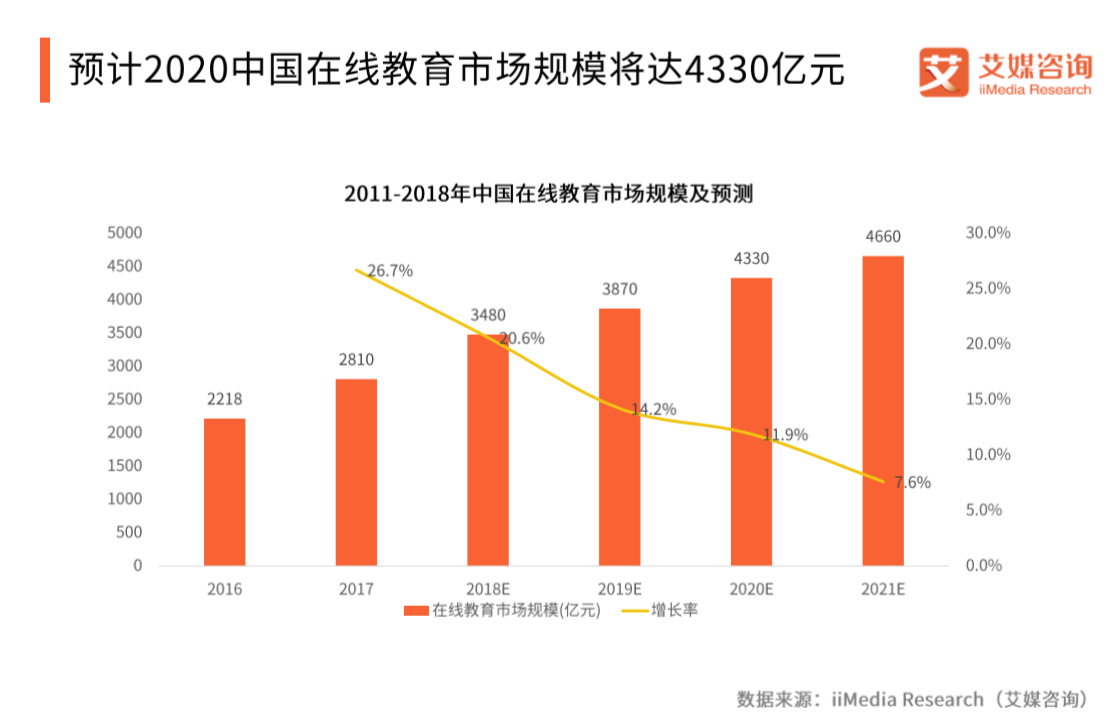 预计2020中国在线教育市场规模将达4330亿元
艾媒咨询
iiMedia Research
2011-2018年中国在线教育市场规模及预测
5000
4500
4000
3500
3000
2500
2000
1500
1000
500
0
30.0%
25.0%
20.0%
15.0%
10.0%
5.0%
0.0%
2218
2810
3480
3870
4330
4660
26.7%
20.6%
14.2%
11.9%
7.6%
2016
2017
2018E
2019E
2020E
2021E
在线教育市场规模(亿元)
增长率
数据来源：iiMedia Research（艾媒咨询）